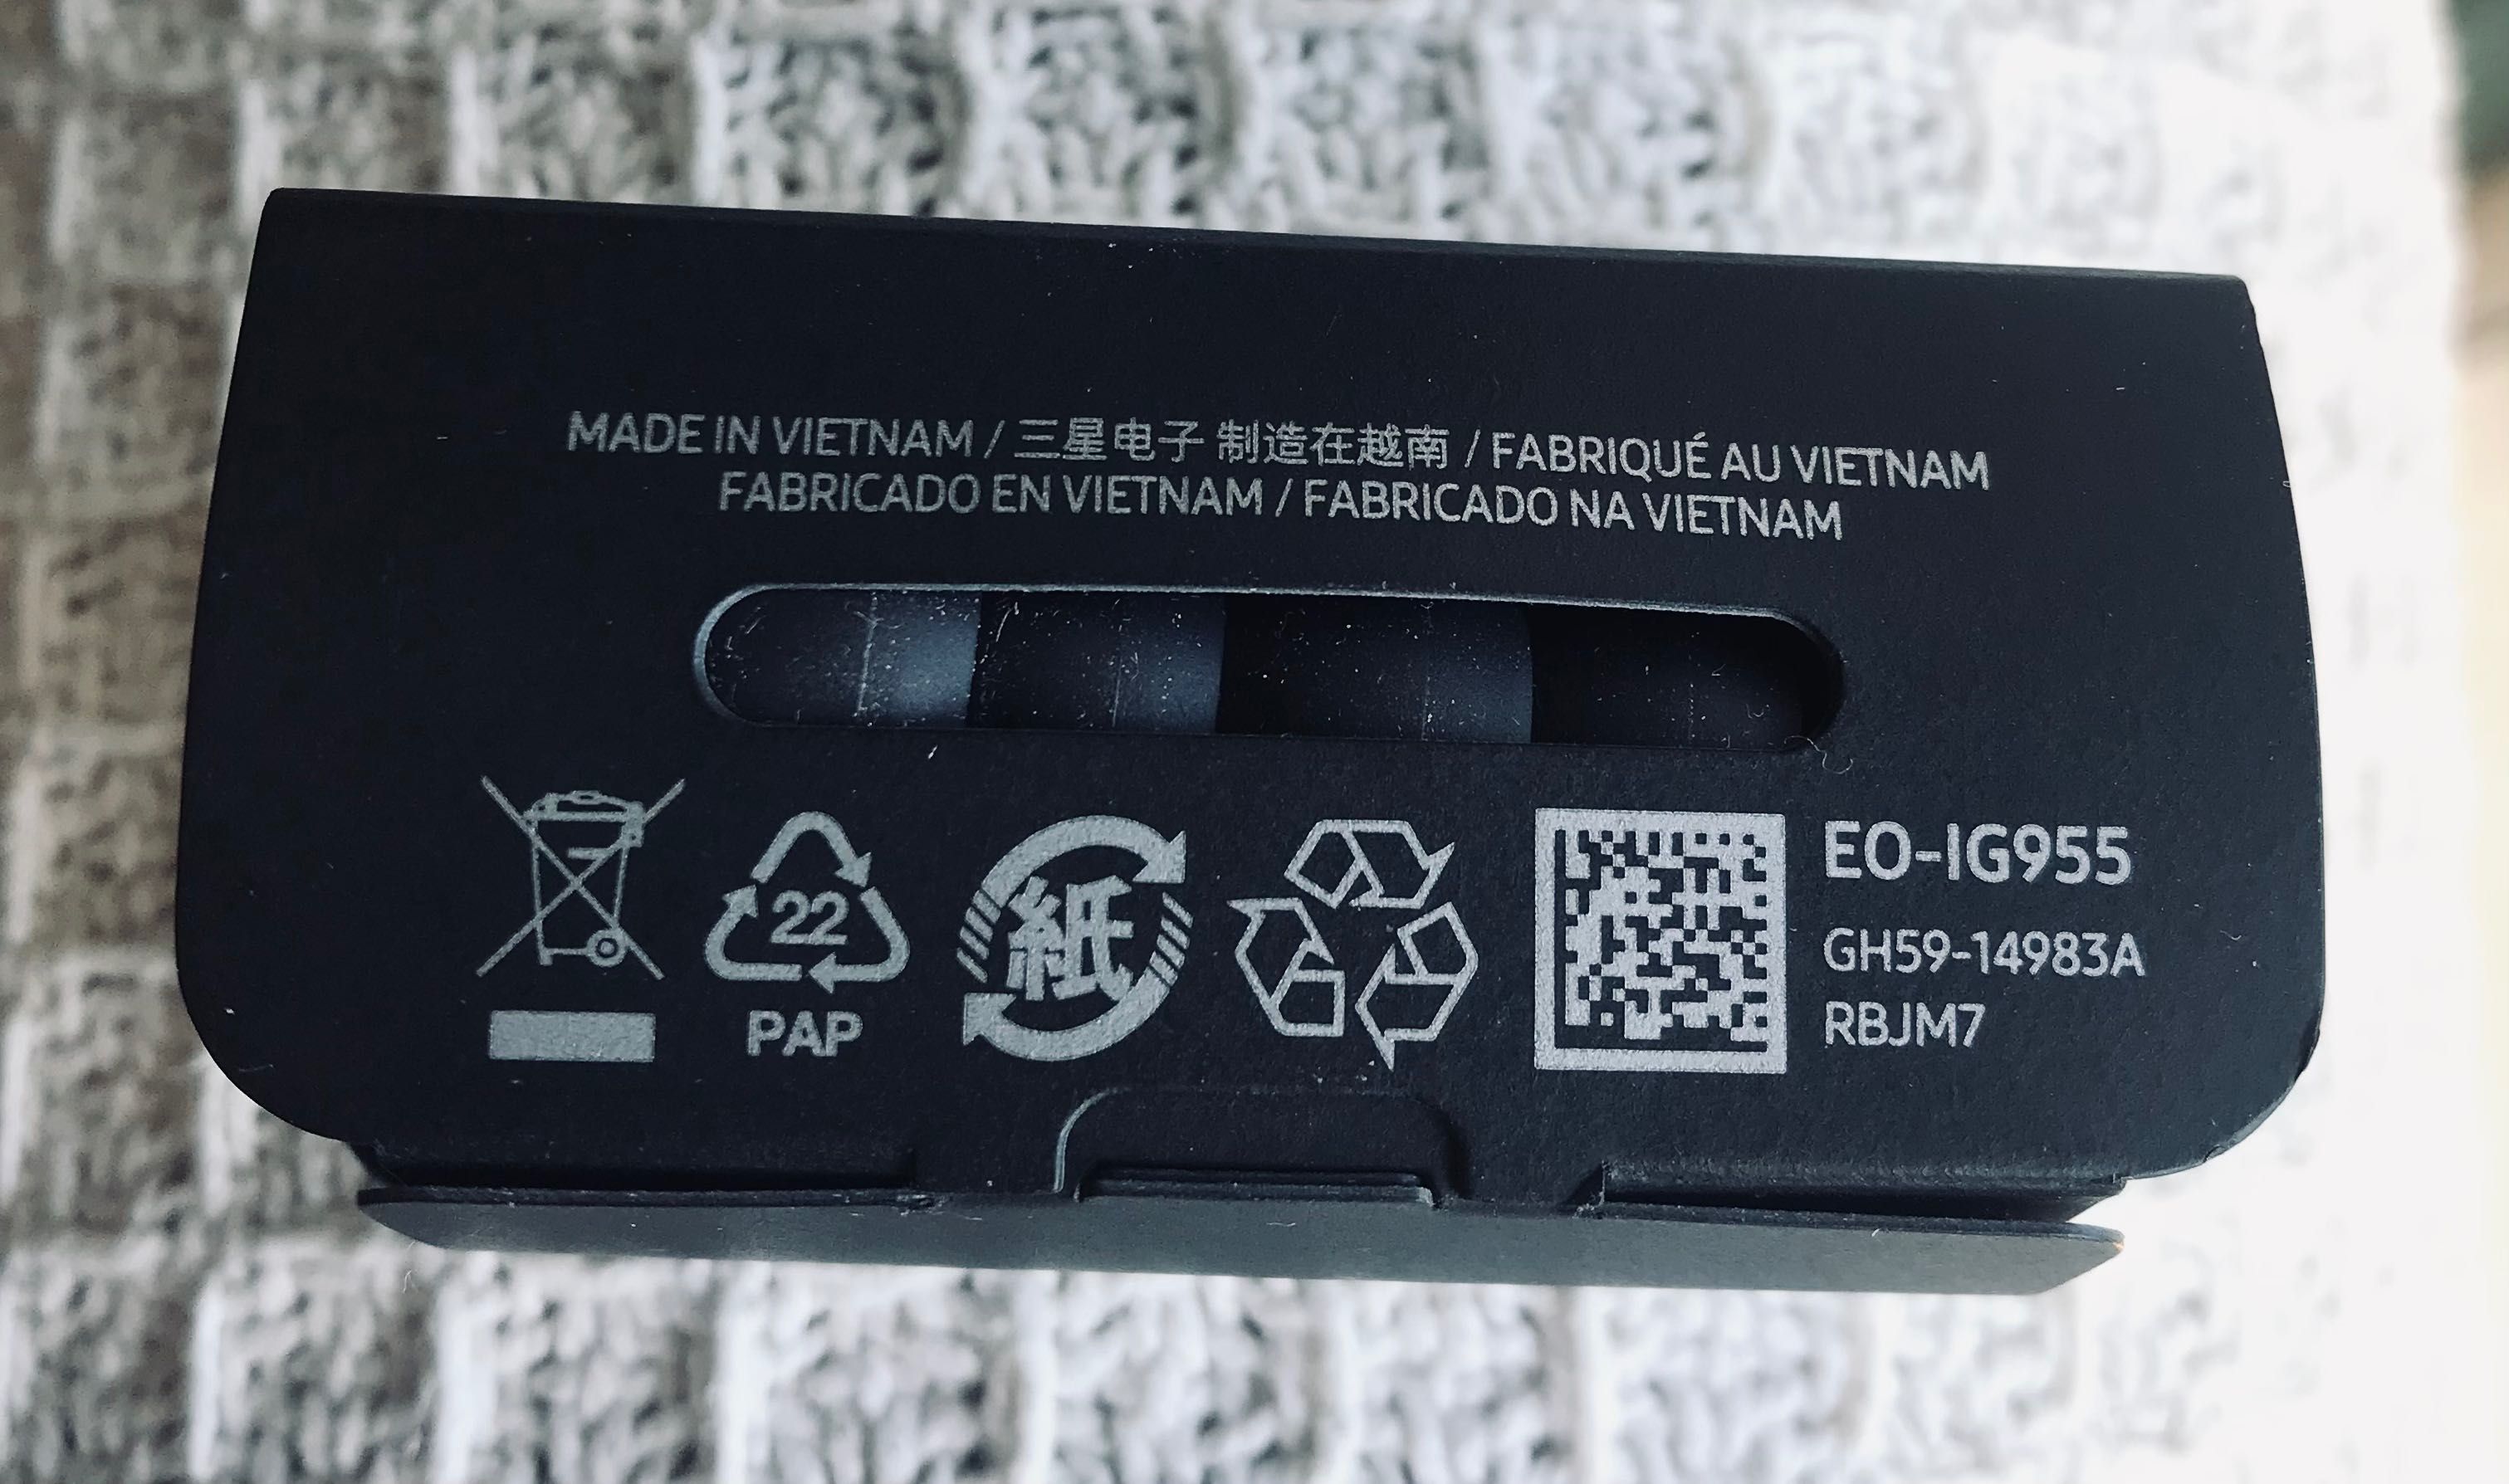 MADE IN VIETNAM / 三星电子 制造在越南 / FABRIQUÉ AU VIETNAM
FABRICADO EN VIETNAM / FABRICADO NA VIETNAM
22
PAP
紙
EO-IG955
GH59-14983A
RBJM7